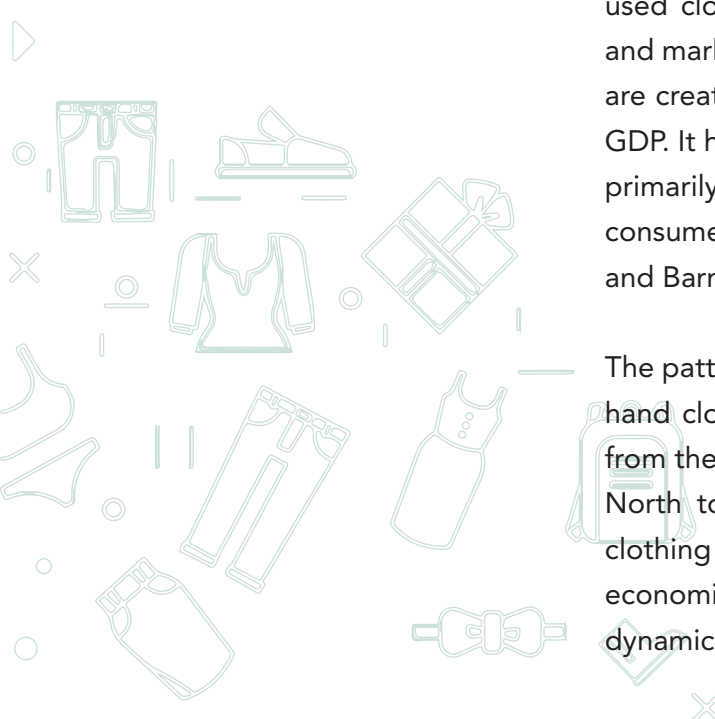 used clo
and mark
are creat
GDP. It h
primarily
consume
and Barr
The patt
hand clo
from the
North to
clothing
economi
dynamic